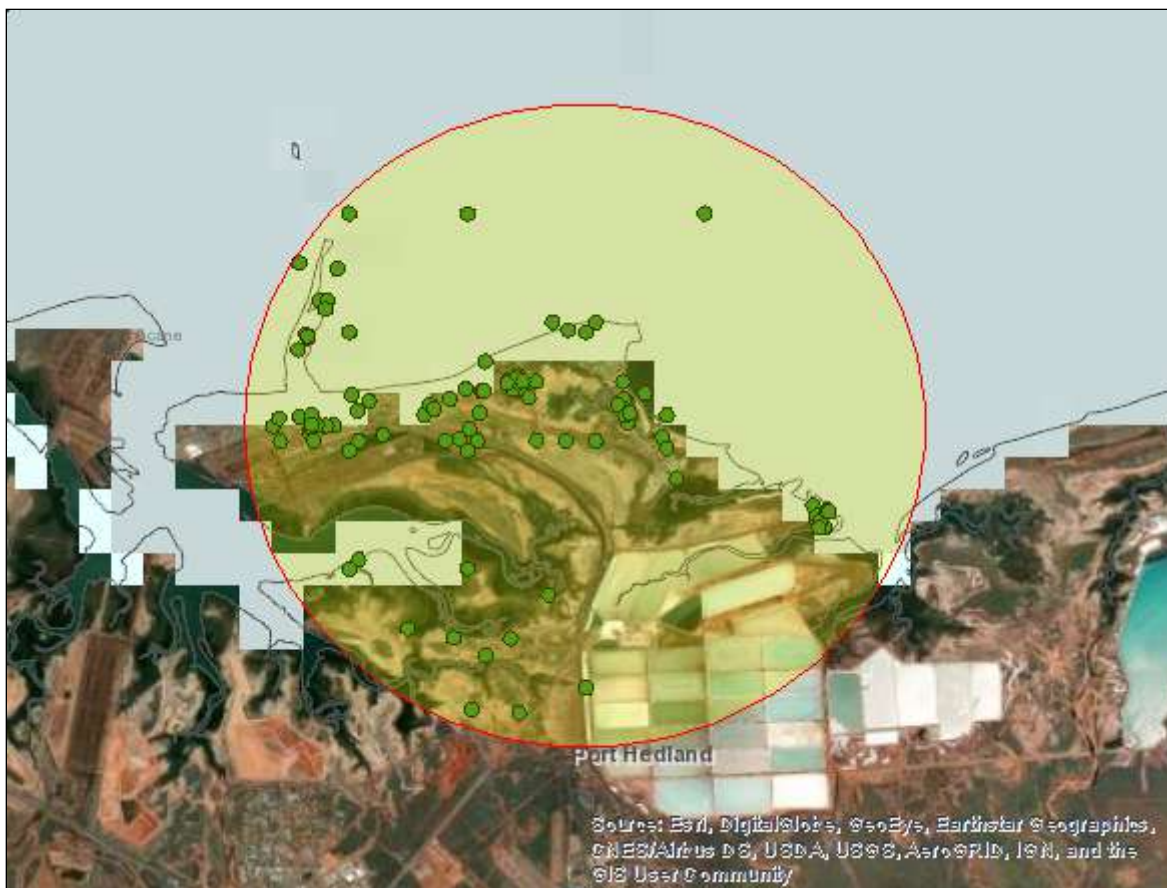 Port Hedland
Source: Esri, DigitalGlobe, GeoEye, Earthstar Geographics,
CNES/Airbus DS, USDA, USGS, AeroGRID, IGN, and the
GIS User Community